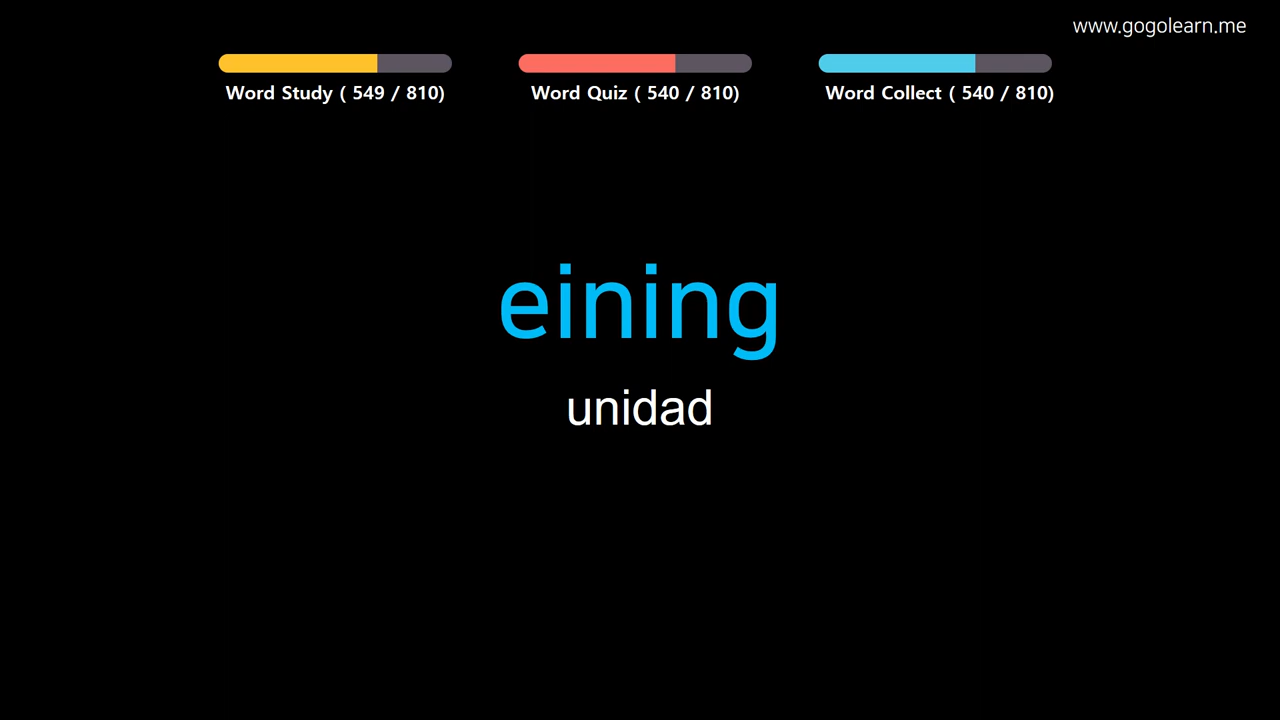 www.gogolearn.me
Word Study ( 549 / 810)
Word Quiz ( 540 / 810)
Word Collect ( 540 / 810)
eining
unidad